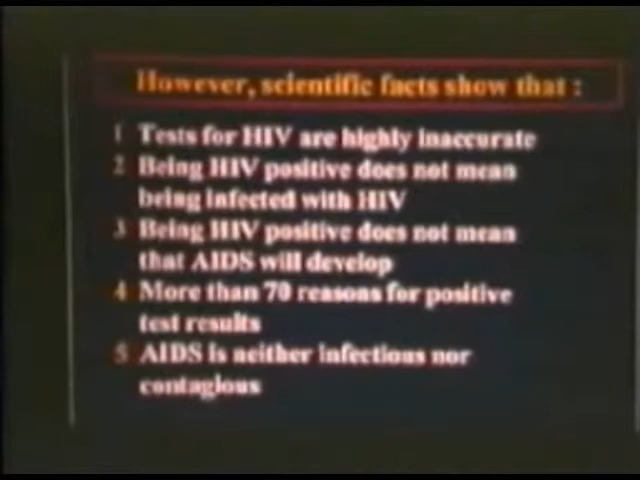 However, scientific facts show that :
1 Tests for HIV are highly inaccurate
2 Being HIV positive does not mean
being infected with HIV
3 Being HIV positive does not mean
that AIDS will develop
4 More than 70 reasons for positive
test results
5 AIDS is neither infectious nor
contagious